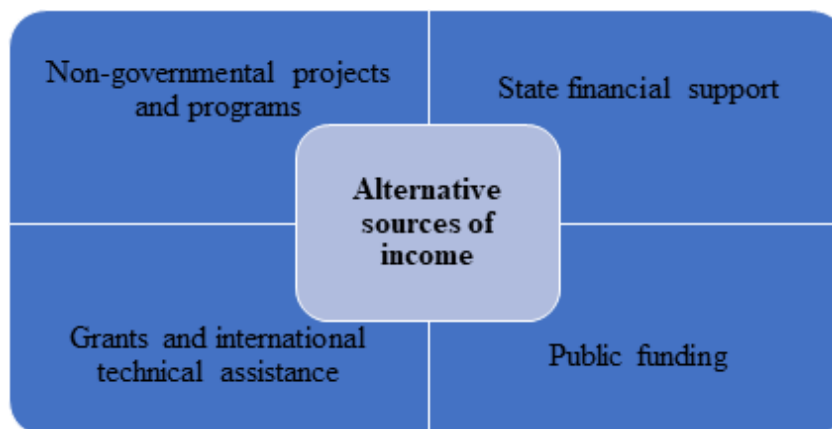 Non-governmental projects
and programs
State financial support
Alternative
sources of
income
Grants and international
technical assistance
Public funding